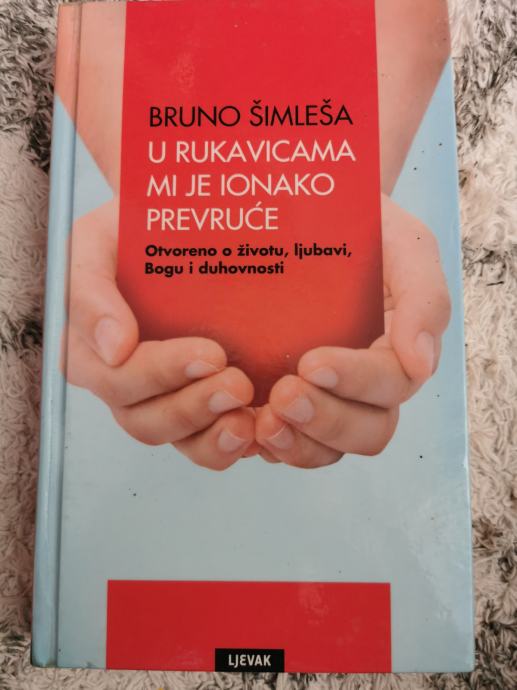 BRUNO ŠIMLEŠA
U RUKAVICAMA
MI JE IONAKO
PREVRUĆE
Otvoreno o životu, ljubavi,
Bogu i duhovnosti
LJEVAK